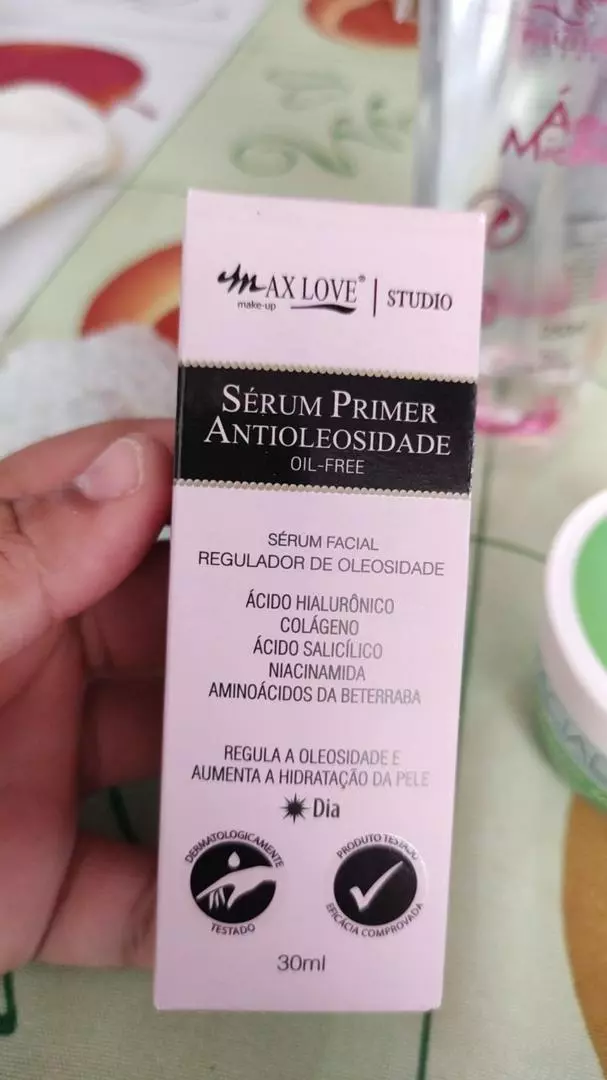 MAX LOVE® | STUDIO
make-up
SÉRUM PRIMER
ANTIOLEOSIDADE
OIL-FREE
SÉRUM FACIAL
REGULADOR DE OLEOSIDADE
ÁCIDO HIALURÔNICO
COLÁGENO
ÁCIDO SALICÍLICO
NIACINAMIDA
AMINOÁCIDOS DA BETERRABA
REGULA A OLEOSIDADE E
AUMENTA A HIDRATAÇÃO DA PELE
Dia
DERMATOLOGICAMENTE
TESTADO
PRODUTO TESTADO
EFICÁCIA COMPROVADA
30ml